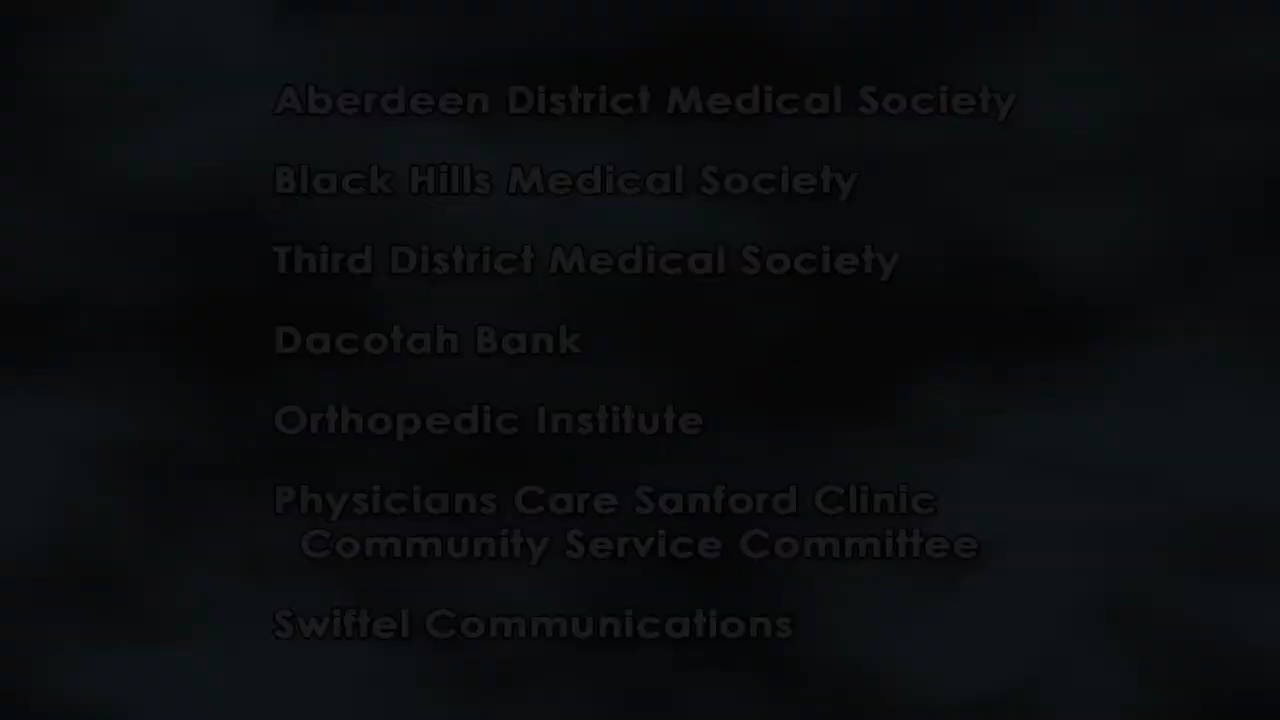 Aberdeen District Medical Society
Black Hills Medical Society
Third District Medical Society
Dacotah Bank
Orthopedic Institute
Physicians Care Sanford Clinic
Community Service Committee
Swiftel Communications